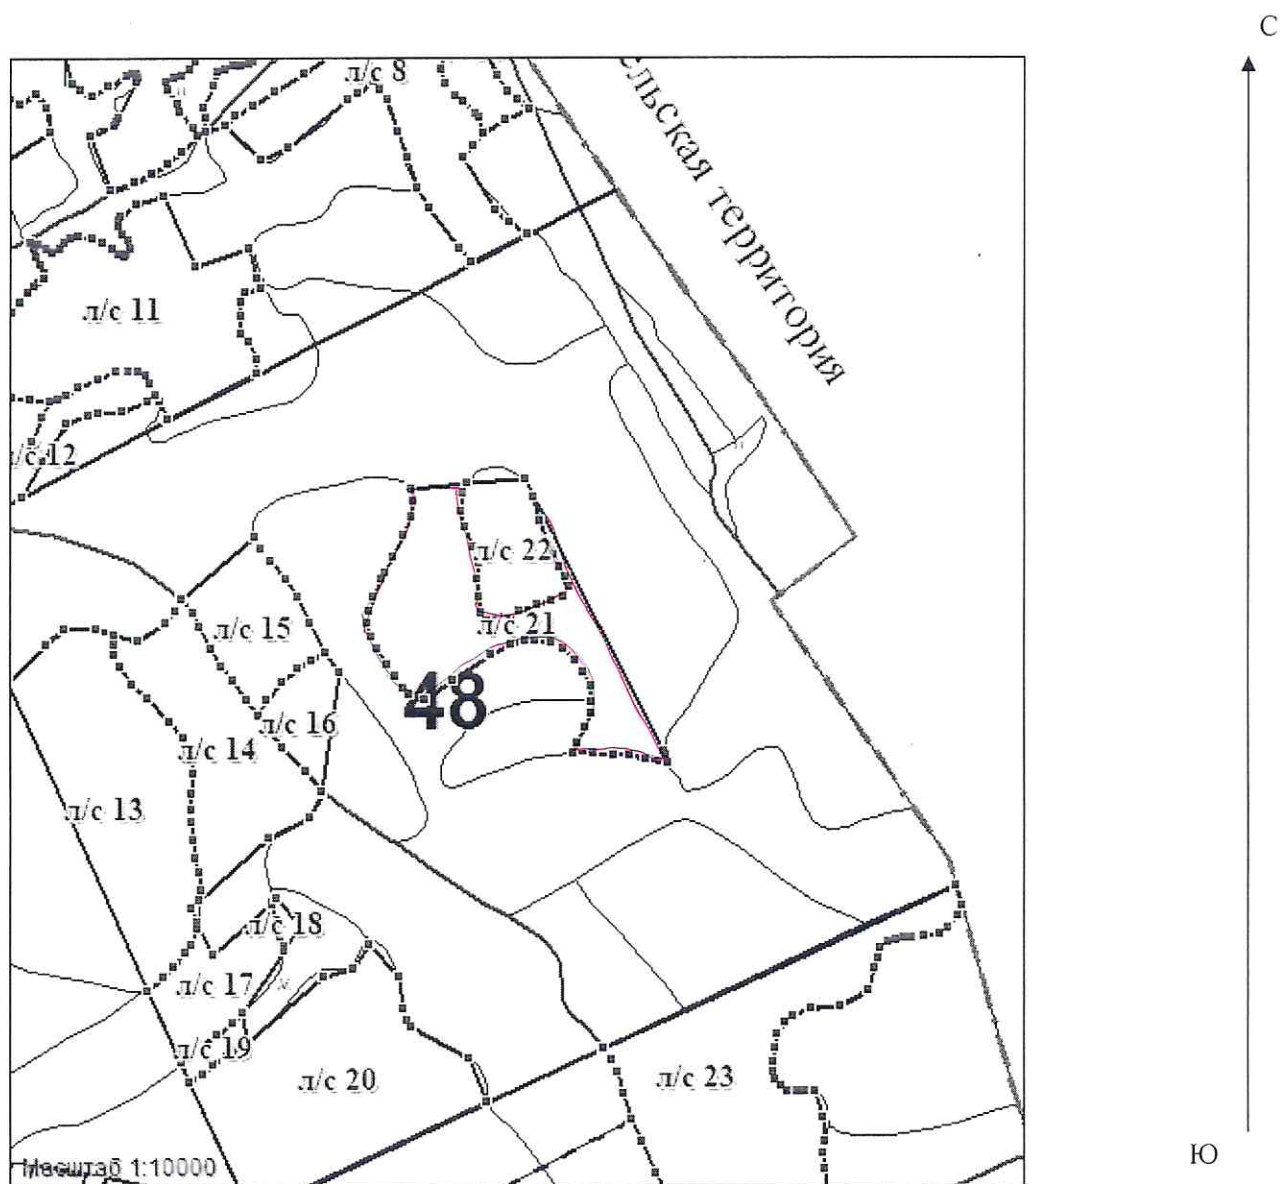 С
л/с 8
ельская территория
л/с 11
/с 12
л/с 22
л/с 21
л/с 15
48
л/с 16
л/с 14
л/с 13
л/с 18
л/с 17
л/с 19
л/с 20
л/с 23
Масштаб 1:10000
Ю